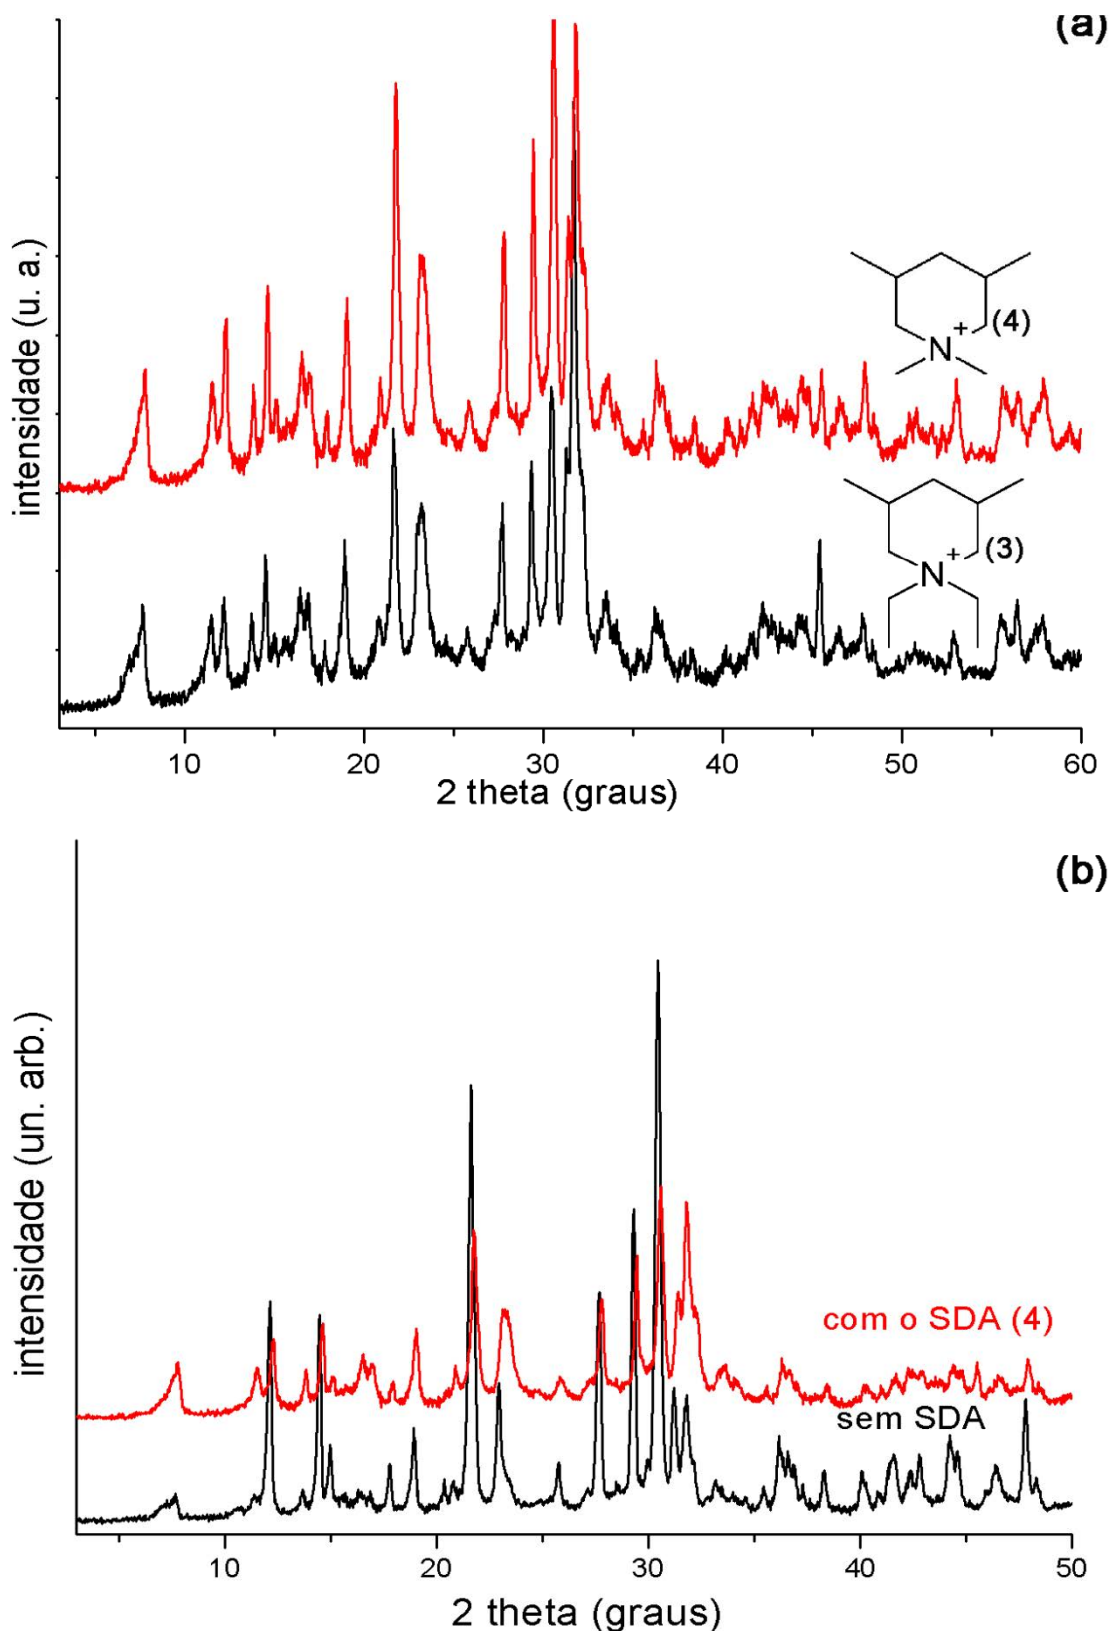 (a)
intensidade (u. a.)
+
N
(4)
+
N
(3)
10 20 30 40 50 60
2 theta (graus)
(b)
intensidade (un. arb.)
com o SDA (4)
sem SDA
10 20 30 40 50
2 theta (graus)